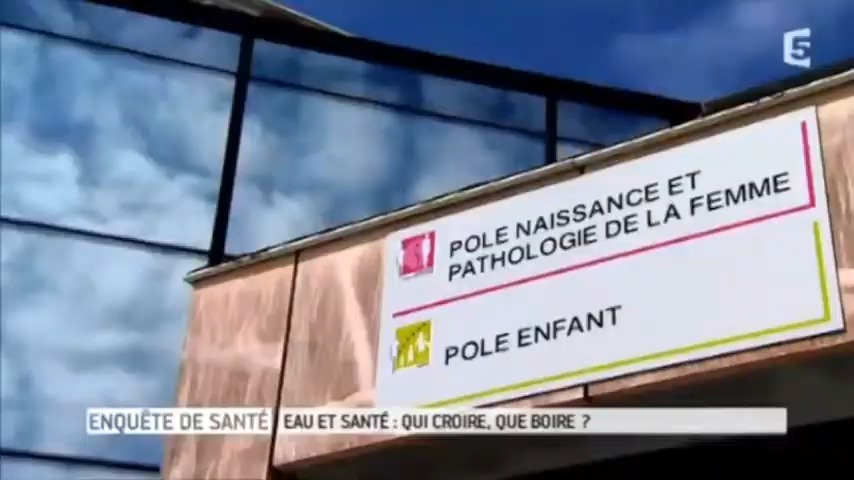 5
POLE NAISSANCE ET
PATHOLOGIE DE LA FEMME
POLE ENFANT
ENQUÊTE DE SANTÉ EAU ET SANTÉ : QUI CROIRE, QUE BOIRE ?